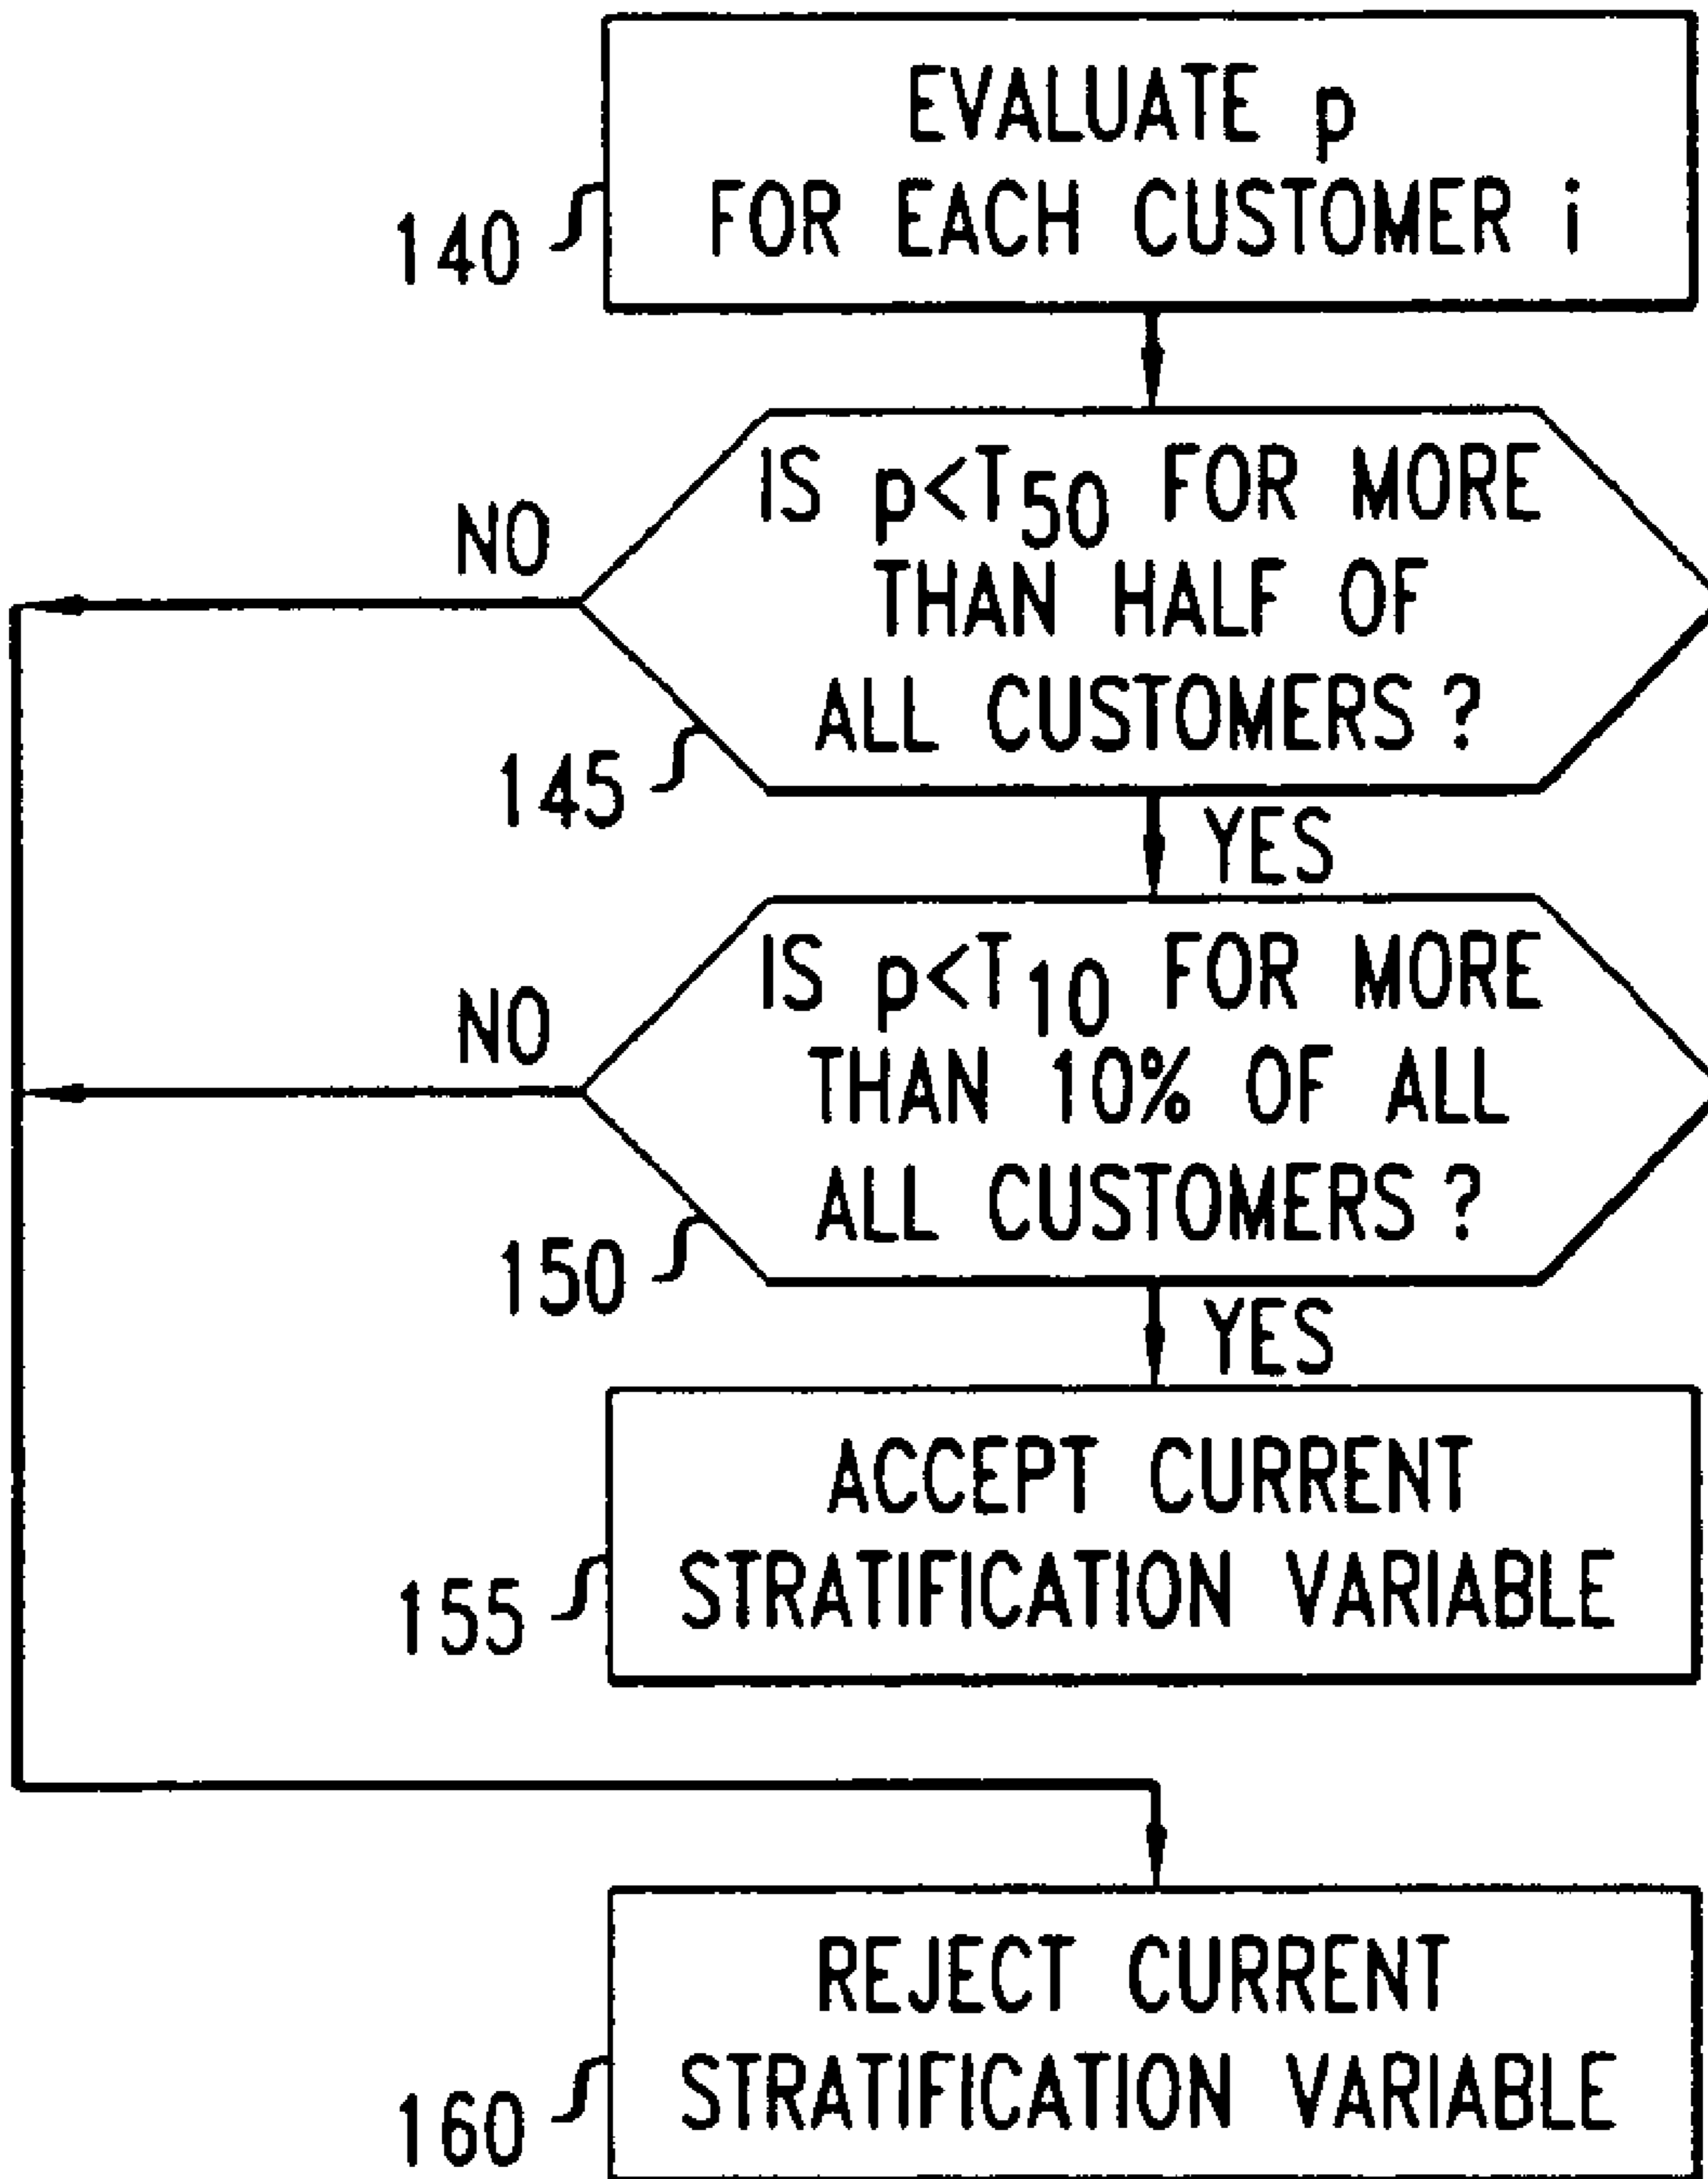 EVALUATE p
FOR EACH CUSTOMER i
140
IS p<T50 FOR MORE
THAN HALF OF
ALL CUSTOMERS ?
NO
145
YES
IS p<T10 FOR MORE
THAN 10% OF ALL
ALL CUSTOMERS ?
NO
150
YES
ACCEPT CURRENT
STRATIFICATION VARIABLE
155
REJECT CURRENT
STRATIFICATION VARIABLE
160